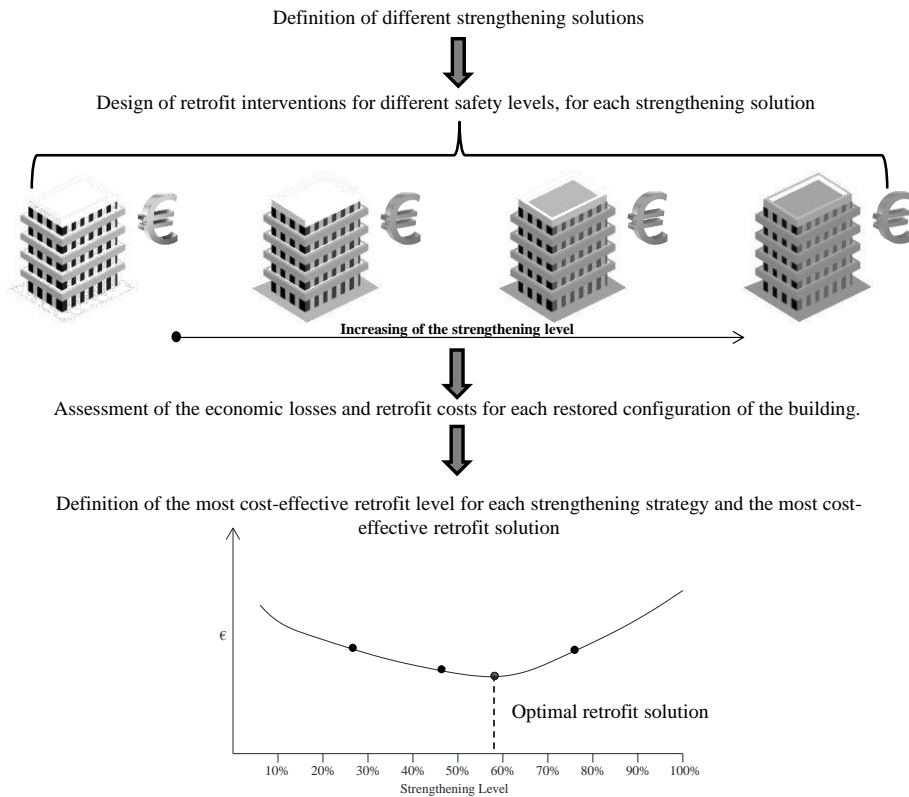 Definition of different strengthening solutions
Design of retrofit interventions for different safety levels, for each strengthening solution
€ € € €
Increasing of the strengthening level
Assessment of the economic losses and retrofit costs for each restored configuration of the building.
Definition of the most cost-effective retrofit level for each strengthening strategy and the most cost-
effective retrofit solution
€
Optimal retrofit solution
10% 20% 30% 40% 50% 60% 70% 80% 90% 100%
Strengthening Level